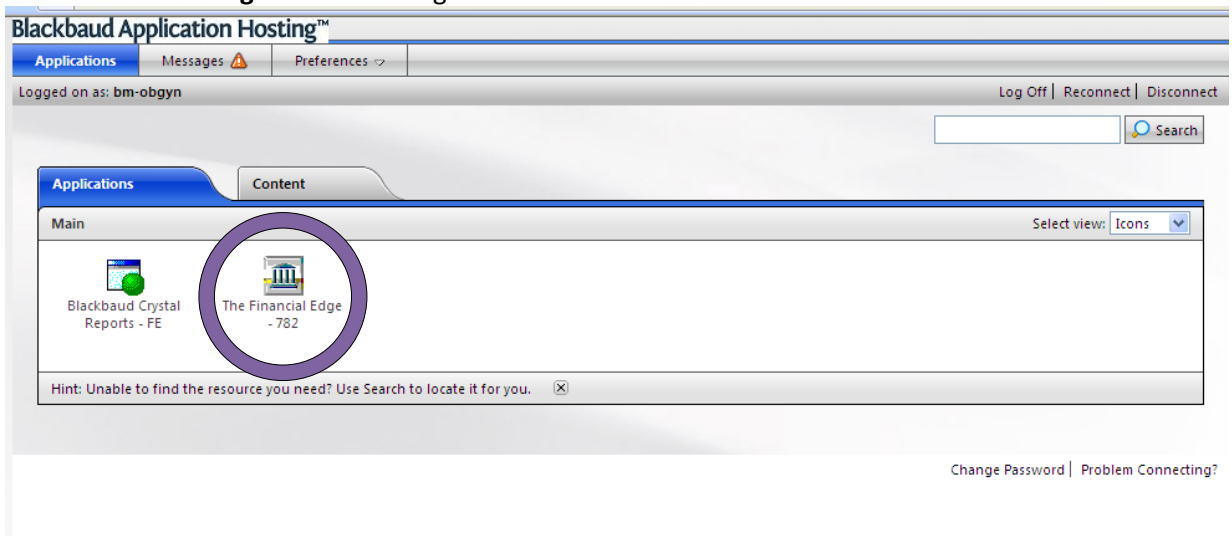 Blackbaud Application Hosting™
Applications Messages Preferences
Logged on as: bm-obgyn Log Off | Reconnect | Disconnect
Search
Applications Content
Main Select view: Icons
Blackbaud Crystal
Reports - FE
The Financial Edge
- 782
Hint: Unable to find the resource you need? Use Search to locate it for you.
Change Password | Problem Connecting?